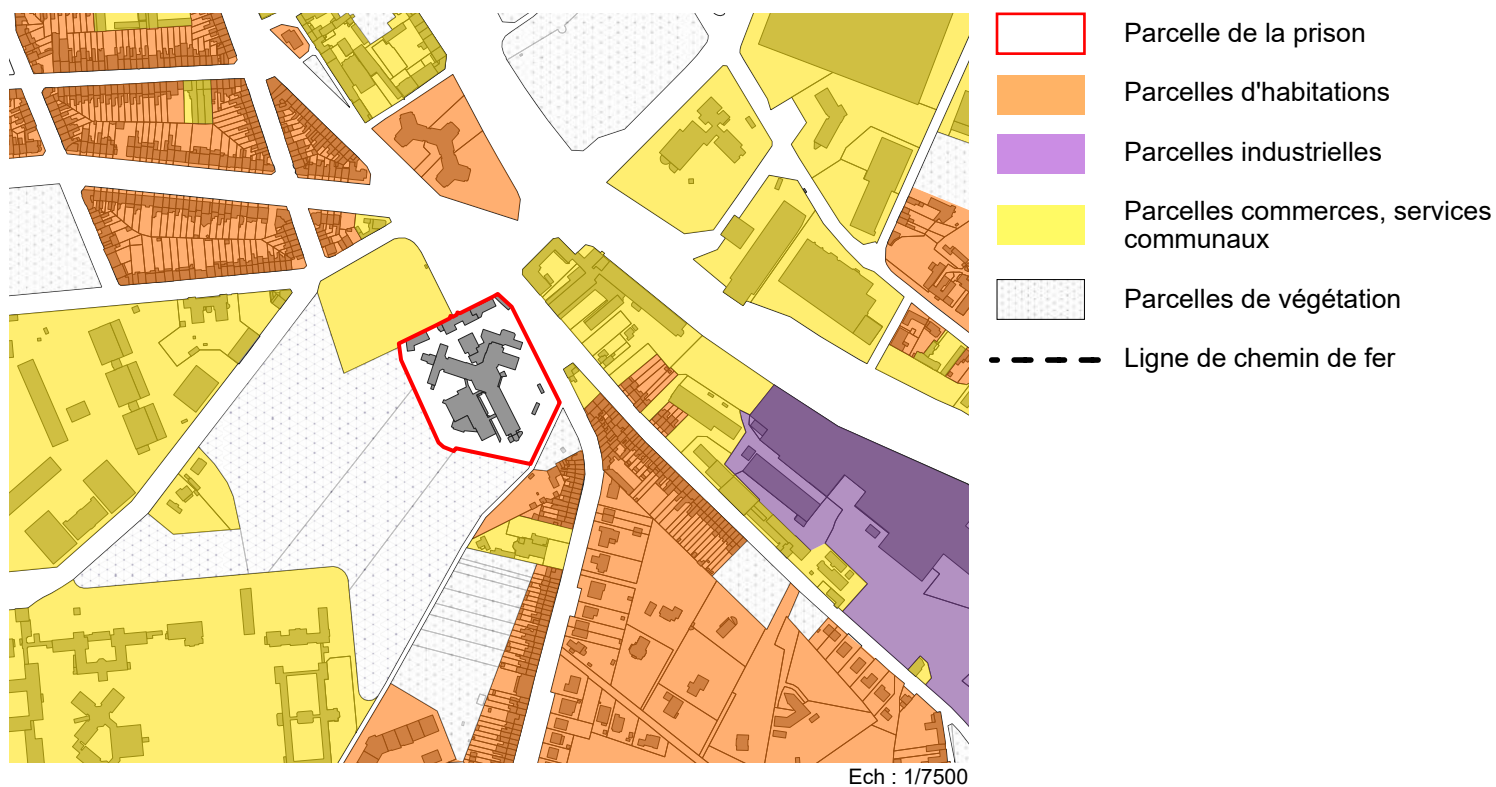 Parcelle de la prison
Parcelles d'habitations
Parcelles industrielles
Parcelles commerces, services
communaux
Parcelles de végétation
Ligne de chemin de fer
Ech : 1/7500